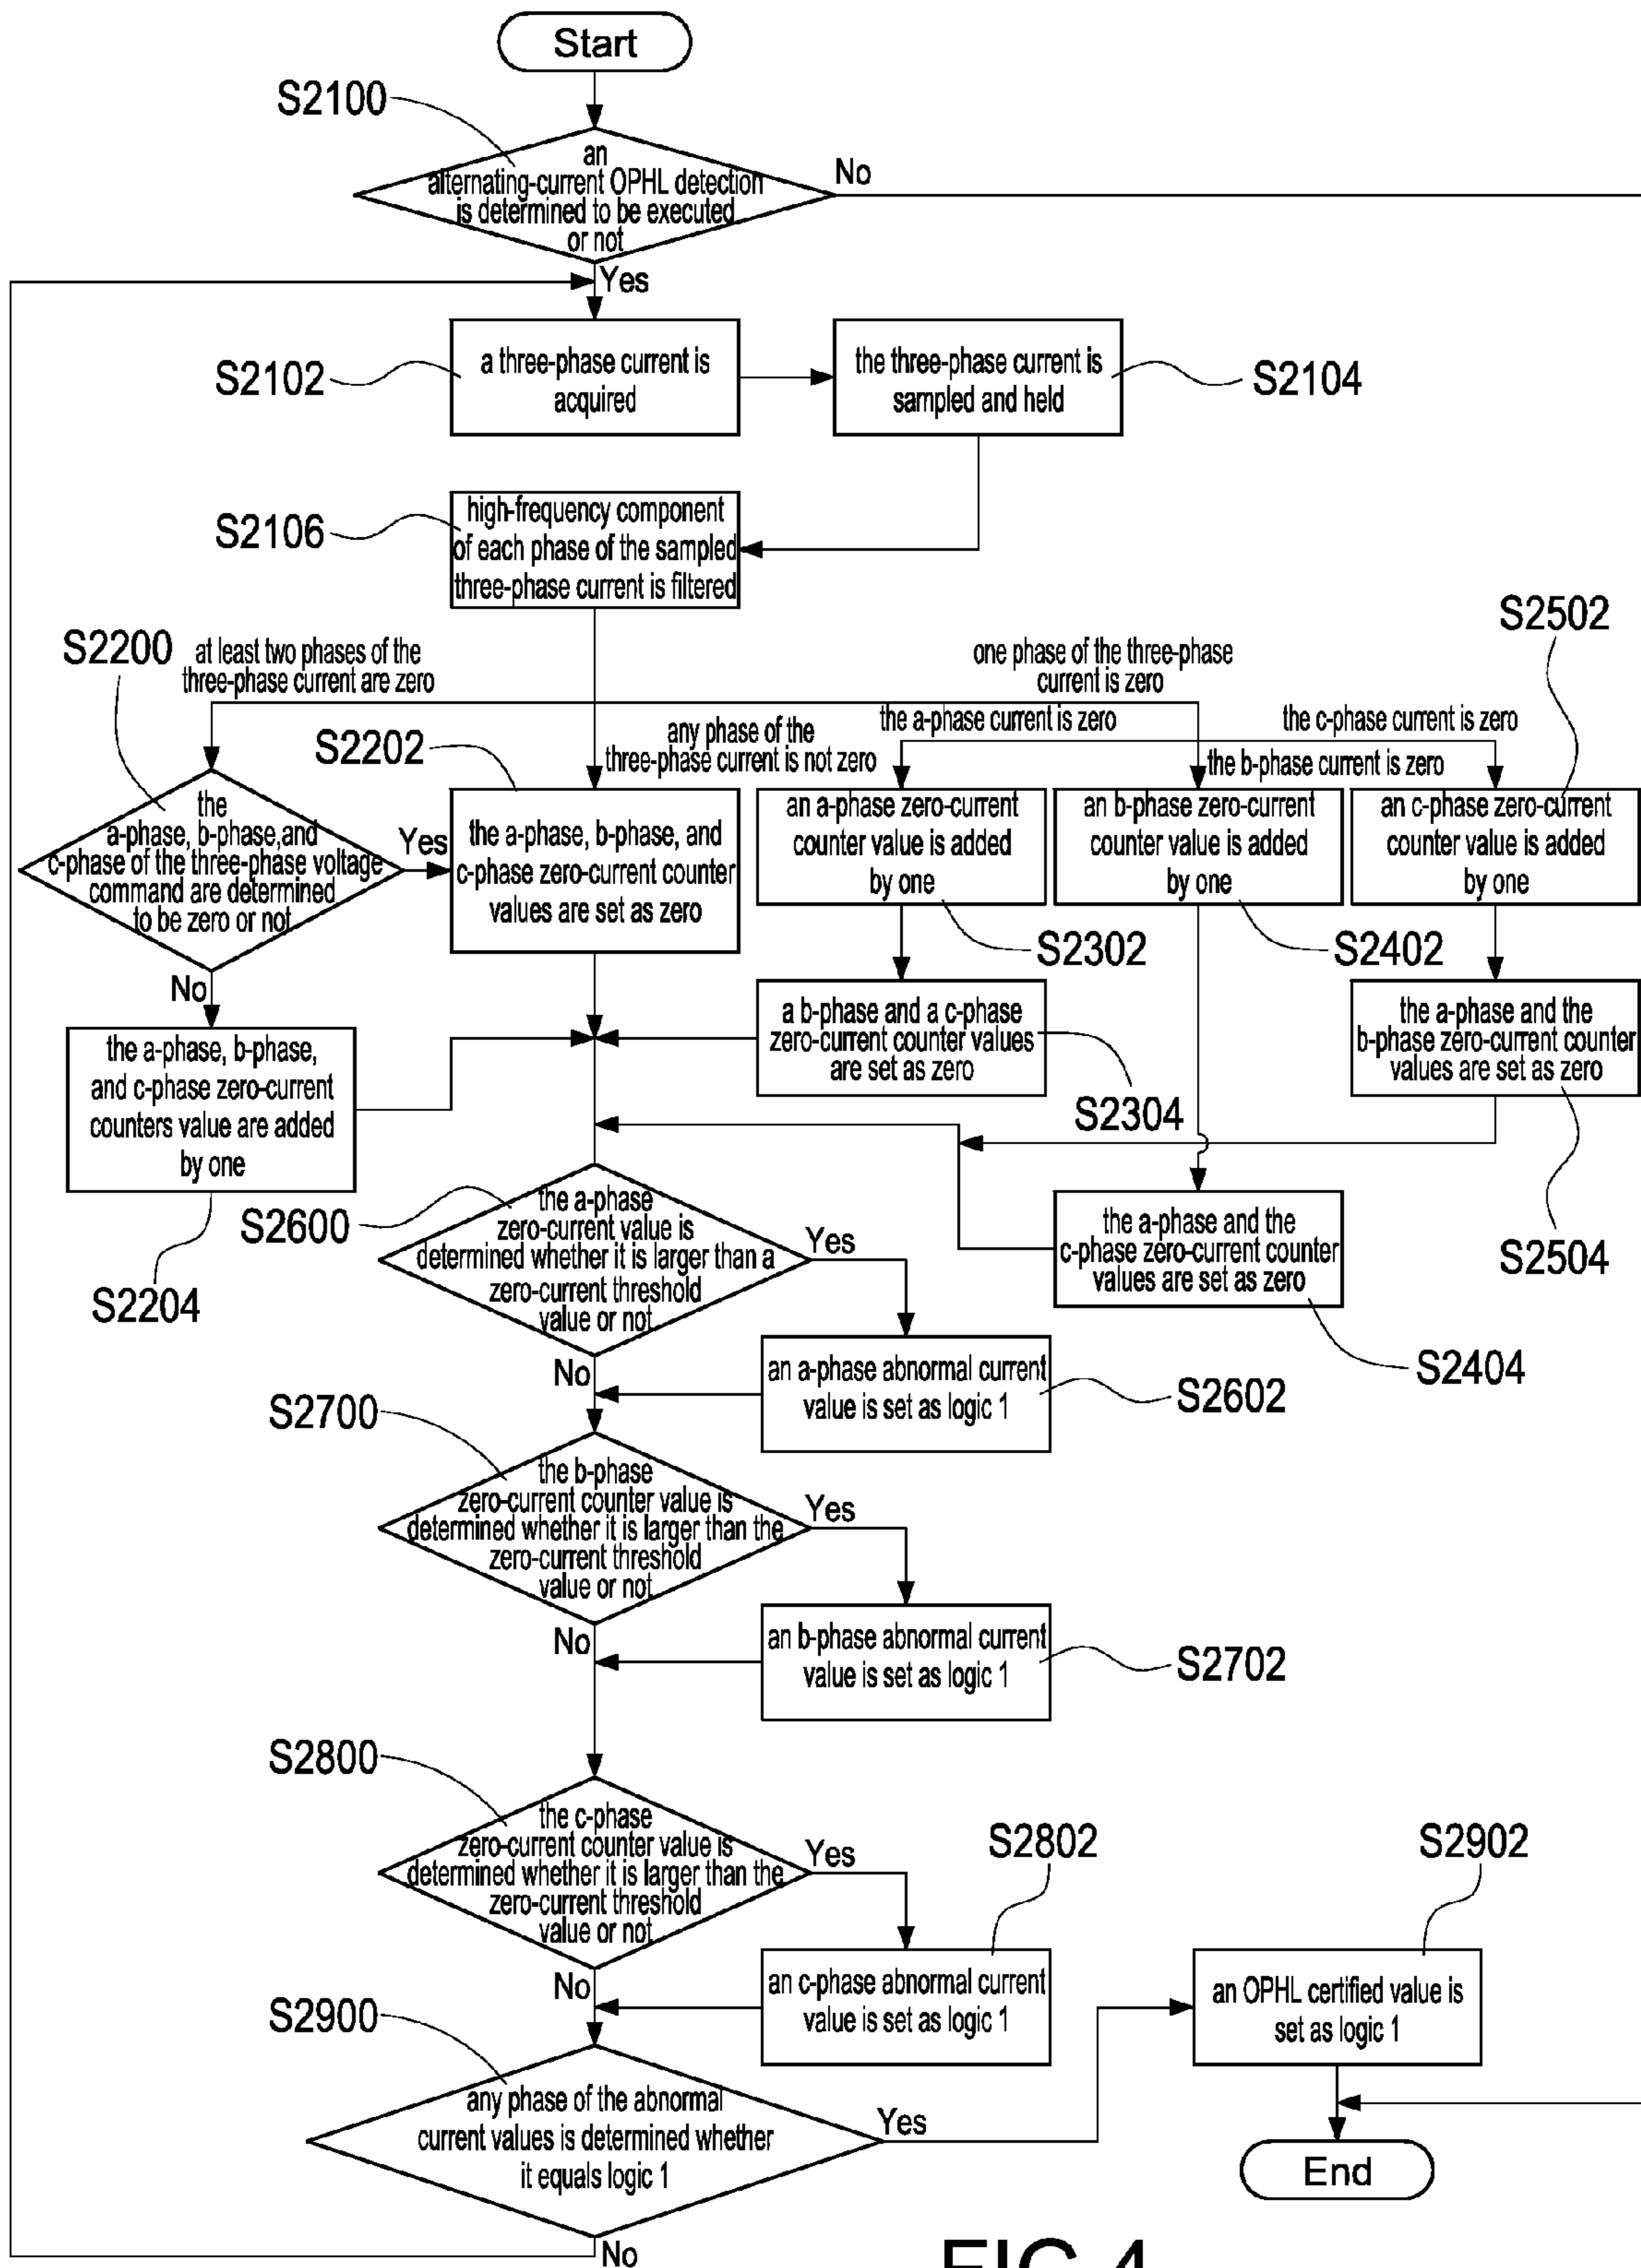 Start
S2100
an
alternating-current OPHL detection
is determined to be executed
or not
No
Yes
S2102
a three-phase current is
acquired
the three-phase current is
sampled and held
S2104
S2106
high-frequency component
of each phase of the sampled
three-phase current is filtered
S2200
at least two phases of the
three-phase current are zero
one phase of the three-phase
current is zero
S2502
S2202
any phase of the
three-phase current is not zero
the a-phase current is zero
the c-phase current is zero
the b-phase current is zero
the
a-phase, b-phase,and
c-phase of the three-phase voltage
command are determined
to be zero or not
Yes
No
the a-phase, b-phase, and
c-phase zero-current counter
values are set as zero
an a-phase zero-current
counter value is added
by one
an b-phase zero-current
counter value is added
by one
an c-phase zero-current
counter value is added
by one
S2302
S2402
the a-phase, b-phase,
and c-phase zero-current
counters value are added
by one
a b-phase and a c-phase
zero-current counter values
are set as zero
the a-phase and the
b-phase zero-current counter
values are set as zero
S2304
S2204
S2600
the a-phase
zero-current value is
determined whether it is larger than a
zero-current threshold
value or not
Yes
No
the a-phase and the
c-phase zero-current counter
values are set as zero
S2504
S2404
an a-phase abnormal current
value is set as logic 1
S2602
S2700
the b-phase
zero-current counter value is
determined whether it is larger than the
zero-current threshold
value or not
Yes
No
an b-phase abnormal current
value is set as logic 1
S2702
S2800
the c-phase
zero-current counter value is
determined whether it is larger than the
zero-current threshold
value or not
Yes
No
S2802
S2902
an c-phase abnormal current
value is set as logic 1
an OPHL certified value is
set as logic 1
S2900
any phase of the abnormal
current values is determined whether
it equals logic 1
Yes
No
End
FIG.4